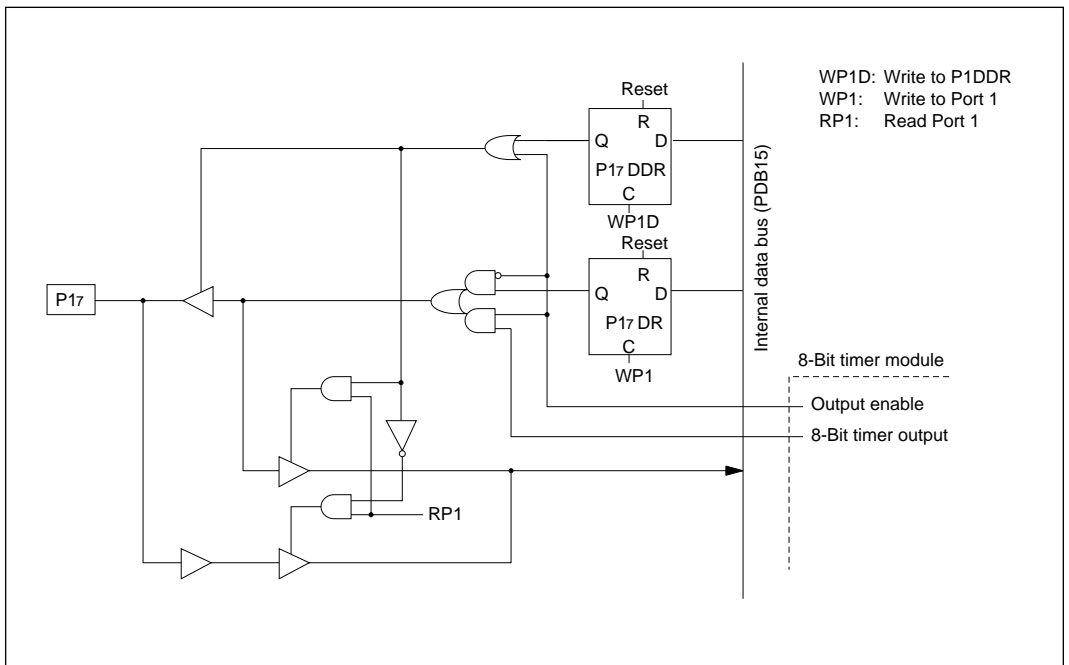 WP1D: Write to P1DDR
WP1: Write to Port 1
RP1: Read Port 1
Reset
R
Q D
P17 DDR
C
WP1D
Reset
R
Q D
P17 DR
C
WP1
P17
Internal data bus (PDB15)
8-Bit timer module
Output enable
8-Bit timer output
RP1